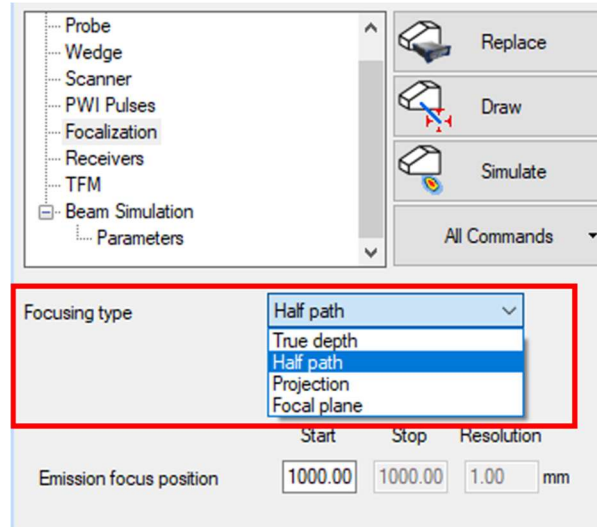 Probe
Wedge
Scanner
PWI Pulses
Focalization
Receivers
TFM
Beam Simulation
Parameters
Replace
Draw
Simulate
All Commands
Focusing type
Half path
True depth
Half path
Projection
Focal plane
Start Stop Resolution
Emission focus position 1000.00 1000.00 1.00 mm